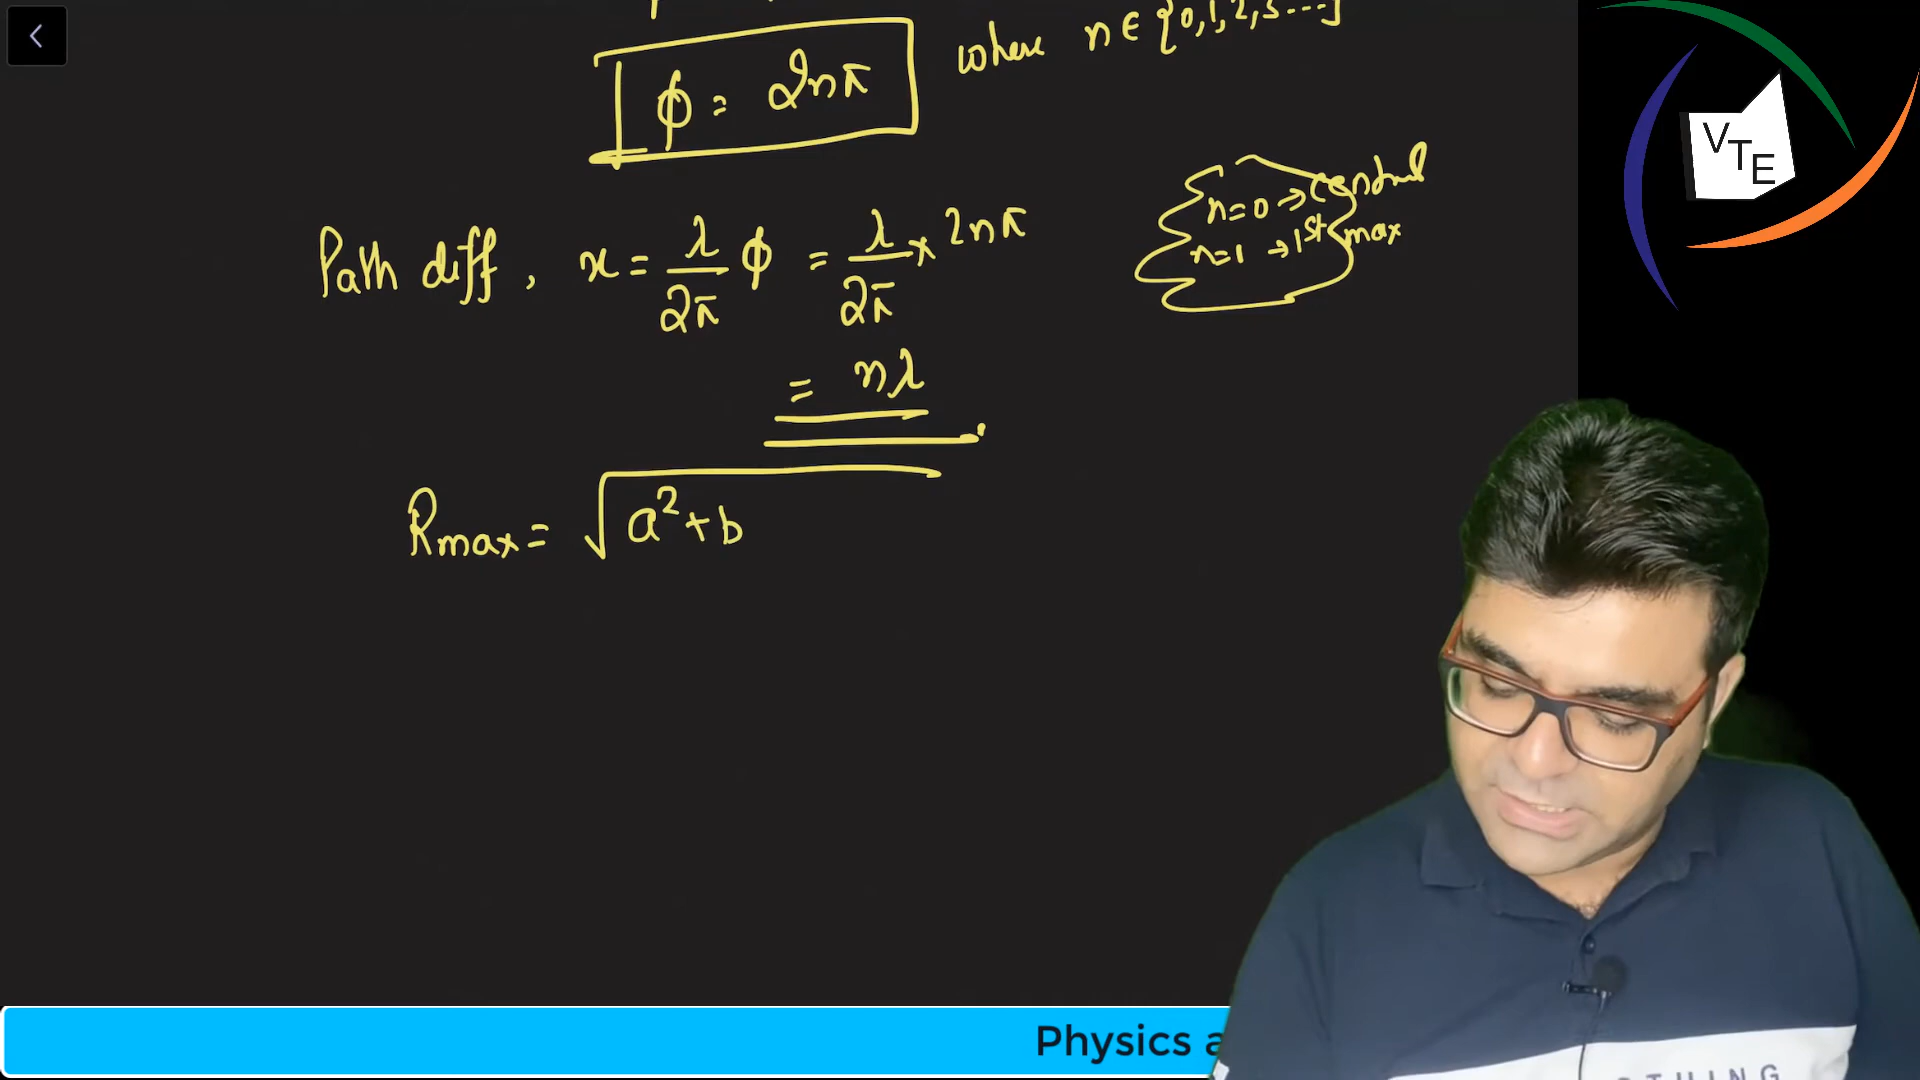 where n ∈ {0, 1, 2, 3 ...}
ϕ = 2nπ
Path diff, x = λ/2π ϕ = λ/2π × 2nπ
= nλ
n=0 → central
n=1 → 1st max
Rmax = √a²+b
VTE
Physics a
THING